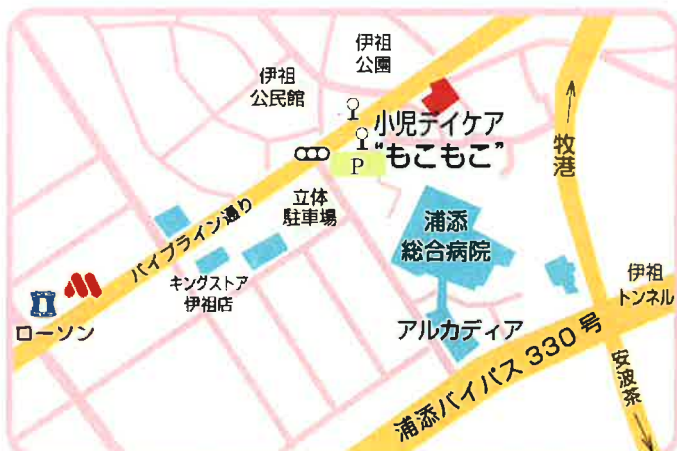 伊祖
公園
伊祖
公民館
小児デイケア
“もこもこ”
P
牧港
立体
駐車場
浦添
総合病院
パイプライン通り
キングストア
伊祖店
伊祖
トンネル
ローソン
アルカディア
浦添バイパス330号
安波茶